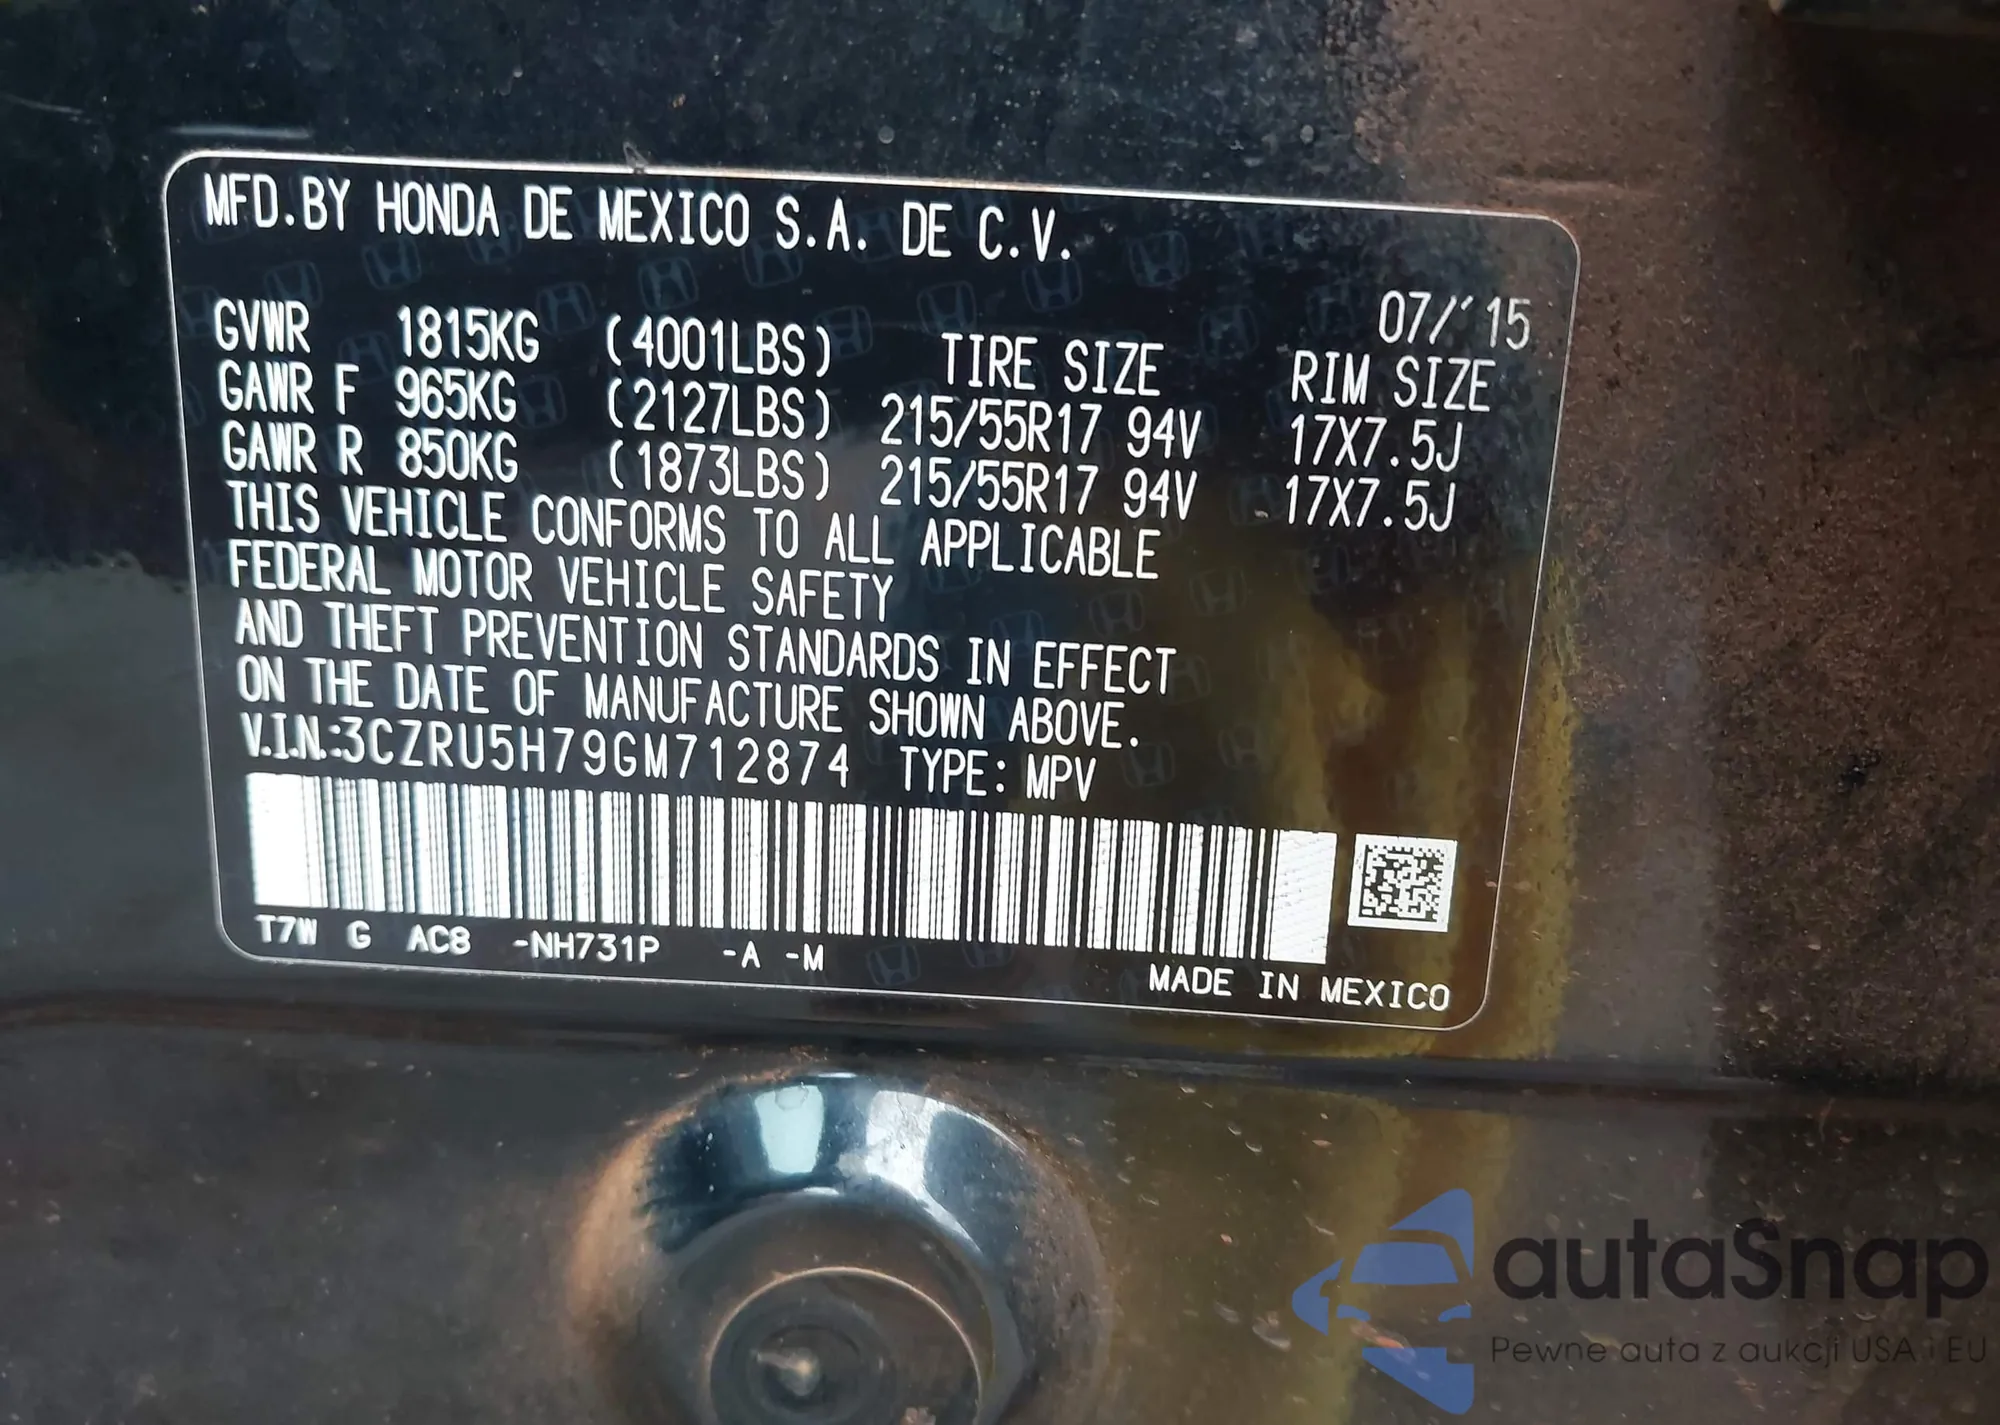 MFD.BY HONDA DE MEXICO S.A. DE C.V.
07/'15
GVWR 1815KG (4001LBS) TIRE SIZE RIM SIZE
GAWR F 965KG (2127LBS) 215/55R17 94V 17X7.5J
GAWR R 850KG (1873LBS) 215/55R17 94V 17X7.5J
THIS VEHICLE CONFORMS TO ALL APPLICABLE
FEDERAL MOTOR VEHICLE SAFETY
AND THEFT PREVENTION STANDARDS IN EFFECT
ON THE DATE OF MANUFACTURE SHOWN ABOVE.
V.I.N.:3CZRU5H79GM712874 TYPE: MPV
T7W G AC8 -NH731P -A -M
MADE IN MEXICO
autaSnap
Pewne auta z aukcji USA i EU